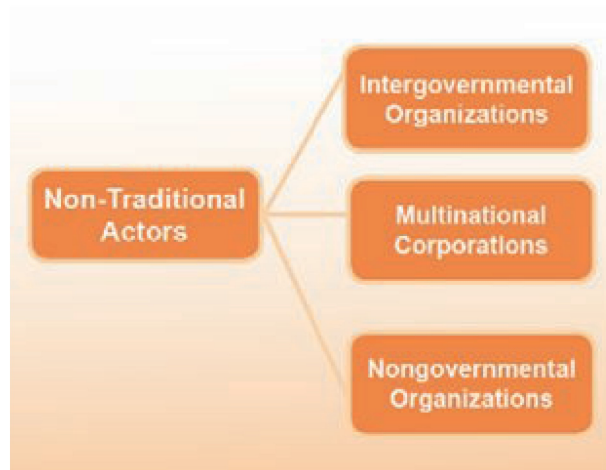 Intergovernmental
Organizations
Non-Traditional
Actors
Multinational
Corporations
Nongovernmental
Organizations